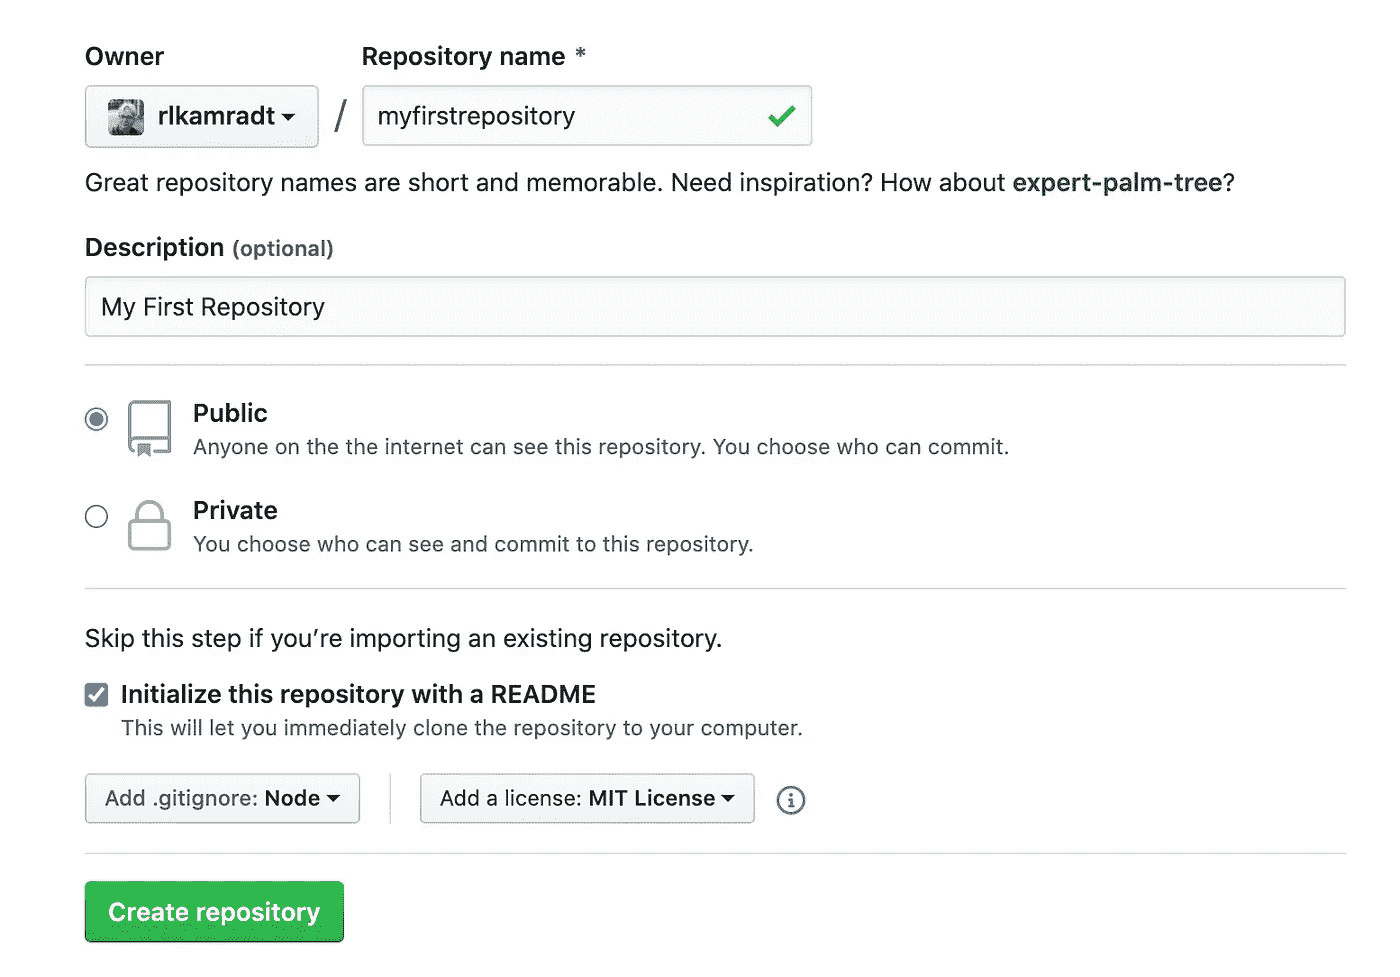 Owner
Repository name *
rlkamradt / myfirstrepository
Great repository names are short and memorable. Need inspiration? How about expert-palm-tree?
Description (optional)
My First Repository
Public
Anyone on the the internet can see this repository. You choose who can commit.
Private
You choose who can see and commit to this repository.
Skip this step if you’re importing an existing repository.
Initialize this repository with a README
This will let you immediately clone the repository to your computer.
Add .gitignore: Node
Add a license: MIT License
Create repository